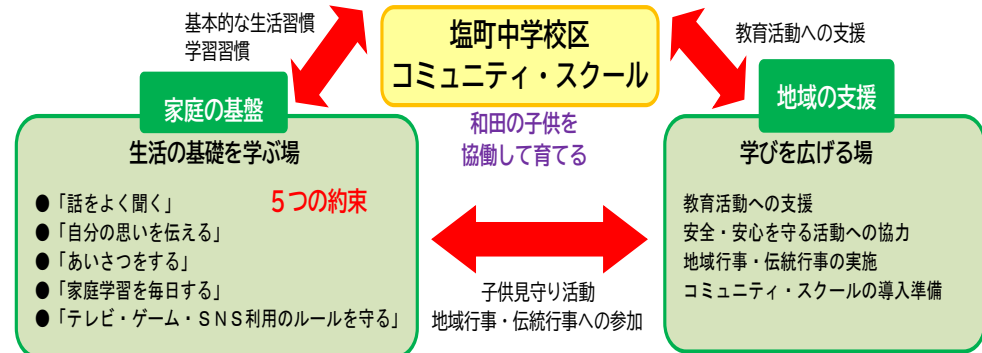 基本的な生活習慣
学習習慣
塩町中学校区
コミュニティ・スクール
教育活動への支援
家庭の基盤
生活の基礎を学ぶ場
５つの約束
●「話をよく聞く」
●「自分の思いを伝える」
●「あいさつをする」
●「家庭学習を毎日する」
●「テレビ・ゲーム・ＳＮＳ利用のルールを守る」
和田の子供を
協働して育てる
子供見守り活動
地域行事・伝統行事への参加
地域の支援
学びを広げる場
教育活動への支援
安全・安心を守る活動への協力
地域行事・伝統行事の実施
コミュニティ・スクールの導入準備